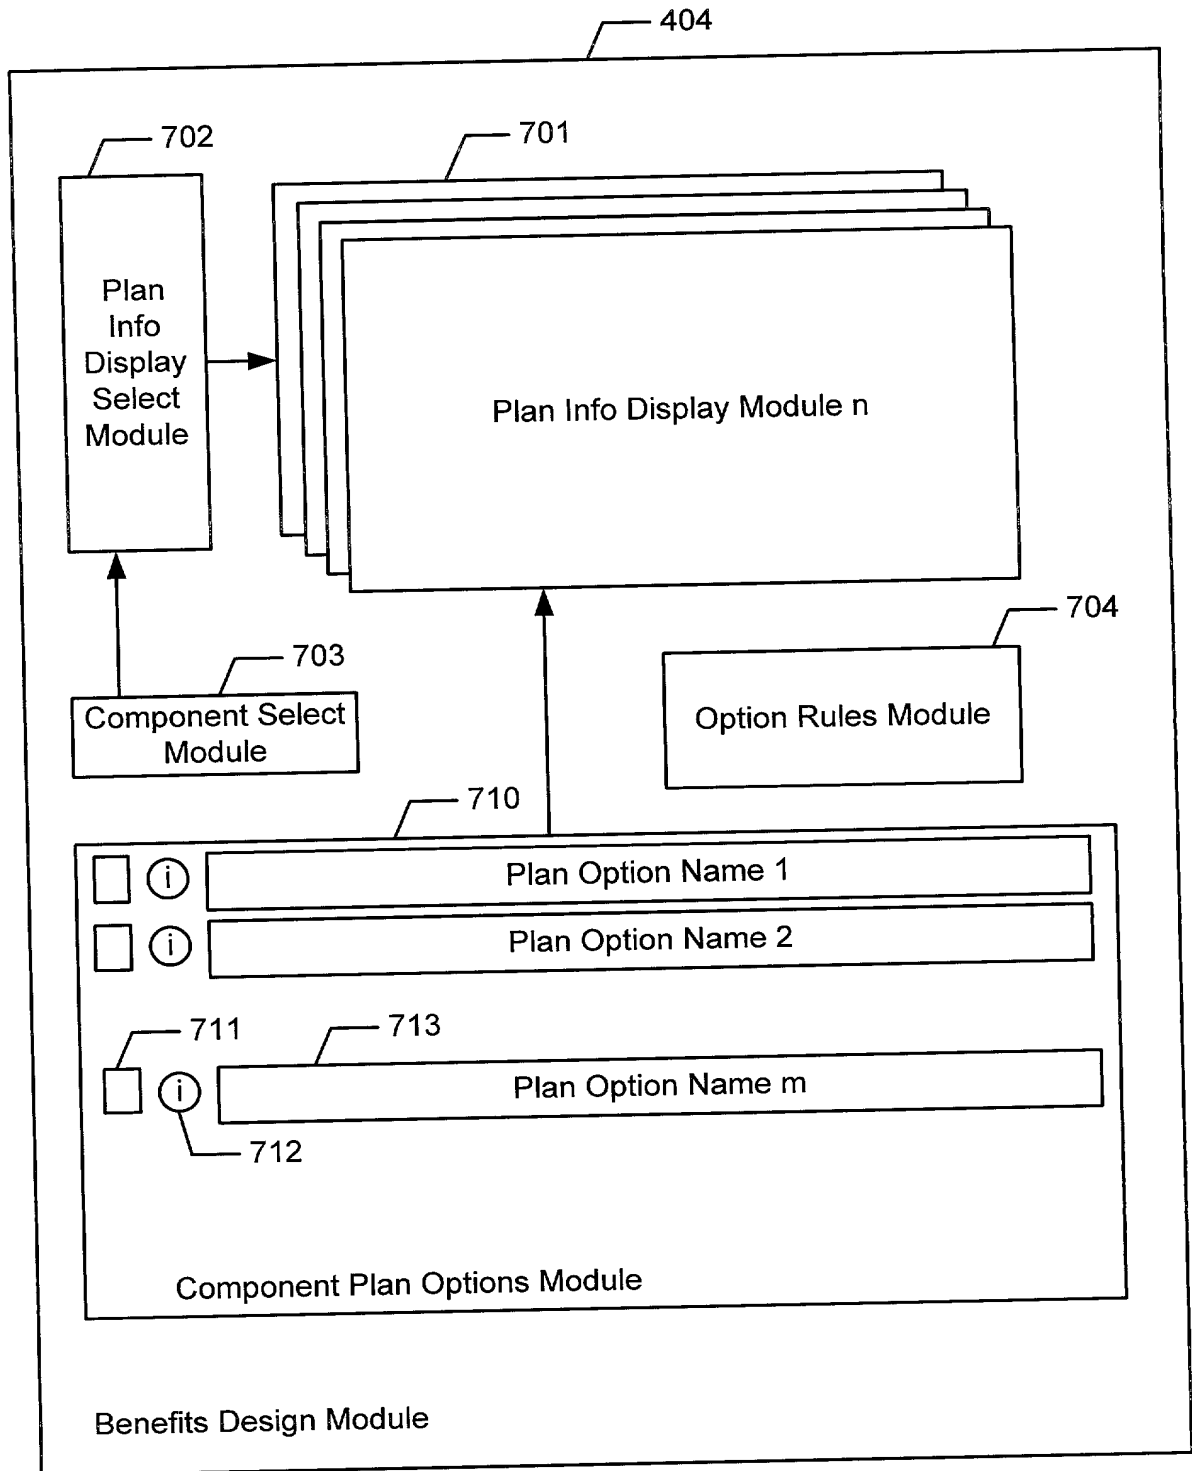 404
702
701
Plan
Info
Display
Select
Module
Plan Info Display Module n
704
703
Component Select
Module
Option Rules Module
710
i
Plan Option Name 1
i
Plan Option Name 2
711
713
i
Plan Option Name m
712
Component Plan Options Module
Benefits Design Module